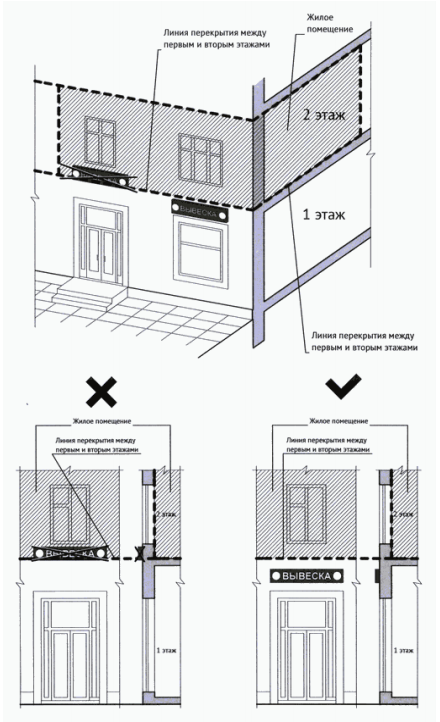 Жилое
помещение
Линия перекрытия между
первым и вторым этажами
2 этаж
ВЫВЕСКА
1 этаж
Линия перекрытия между
первым и вторым этажами
Жилое помещение
Линия перекрытия между
первым и вторым этажами
2 этаж
ВЫВЕСКА
1 этаж
Жилое помещение
Линия перекрытия между
первым и вторым этажами
2 этаж
ВЫВЕСКА
1 этаж